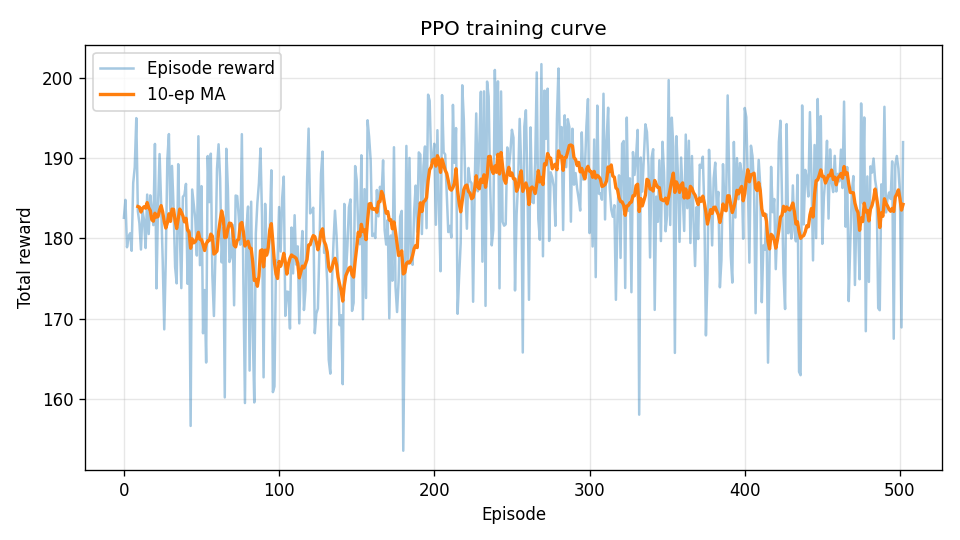 PPO training curve
Episode reward
10-ep MA
200
190
180
170
160
Total reward
0
100
200
300
400
500
Episode